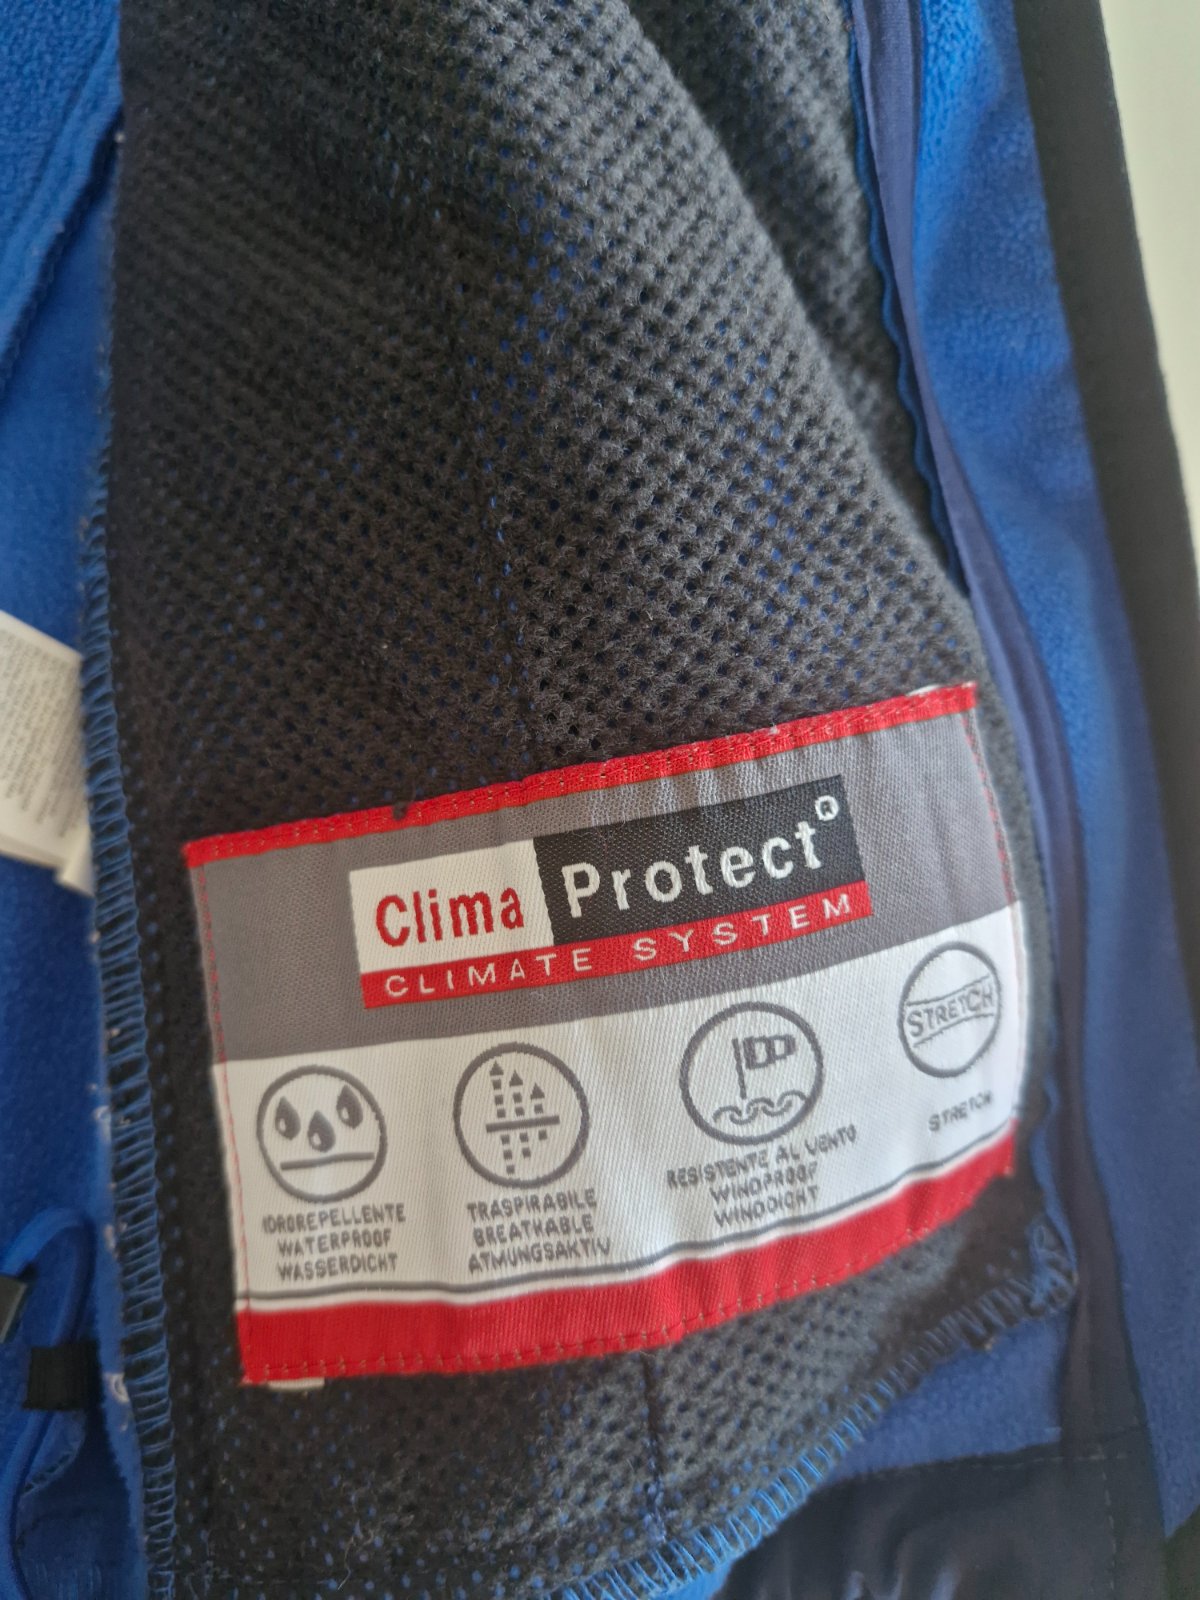 Clima Protect®
CLIMATE SYSTEM
STRETCH
IDROREPELLENTE
WATERPROOF
WASSERDICHT
TRASPIRABILE
BREATHABLE
ATMUNGSAKTIV
RESISTENTE AL VENTO
WINDPROOF
WINDDICHT
STRETCH